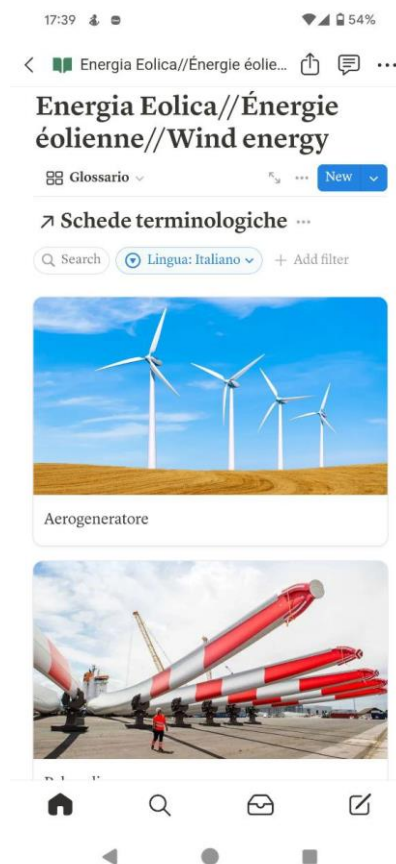 17:39
54%
Energia Eolica//Énergie éolie...
Energia Eolica//Énergie
éolienne//Wind energy
Glossario
New
Schede terminologiche
Search
Lingua: Italiano
Add filter
Aerogeneratore